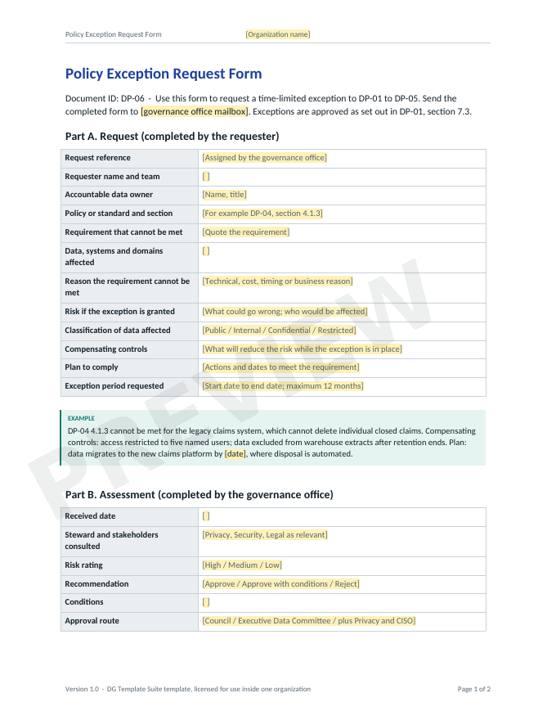 Policy Exception Request Form
[Organization name]
Policy Exception Request Form
Document ID: DP-06 - Use this form to request a time-limited exception to DP-01 to DP-05. Send the
completed form to [governance office mailbox]. Exceptions are approved as set out in DP-01, section 7.3.
Part A. Request (completed by the requester)
Request reference [Assigned by the governance office]
Requester name and team [ ]
Accountable data owner [Name, title]
Policy or standard and section [For example DP-04, section 4.1.3]
Requirement that cannot be met [Quote the requirement]
Data, systems and domains [ ]
affected
Reason the requirement cannot be [Technical, cost, timing or business reason]
met
Risk if the exception is granted [What could go wrong; who would be affected]
Classification of data affected [Public / Internal / Confidential / Restricted]
Compensating controls [What will reduce the risk while the exception is in place]
Plan to comply [Actions and dates to meet the requirement]
Exception period requested [Start date to end date; maximum 12 months]
EXAMPLE
DP-04 4.1.3 cannot be met for the legacy claims system, which cannot delete individual closed claims. Compensating
controls: access restricted to five named users; data excluded from warehouse extracts after retention ends. Plan:
data migrates to the new claims platform by [date], where disposal is automated.
Part B. Assessment (completed by the governance office)
Received date [ ]
Steward and stakeholders [Privacy, Security, Legal as relevant]
consulted
Risk rating [High / Medium / Low]
Recommendation [Approve / Approve with conditions / Reject]
Conditions [ ]
Approval route [Council / Executive Data Committee / plus Privacy and CISO]
PREVIEW
Version 1.0 - DG Template Suite template, licensed for use inside one organization
Page 1 of 2